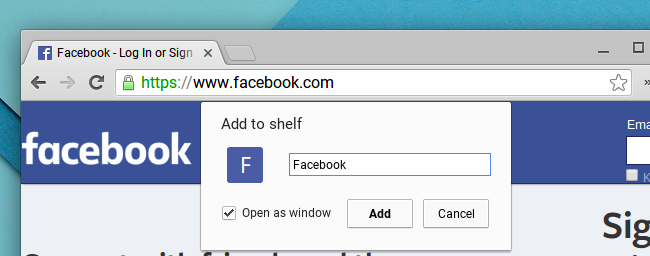 Facebook - Log In or Sign
https://www.facebook.com
»
Add to shelf
facebook
Ema
F
Facebook
K
Open as window
Add
Cancel
Sig